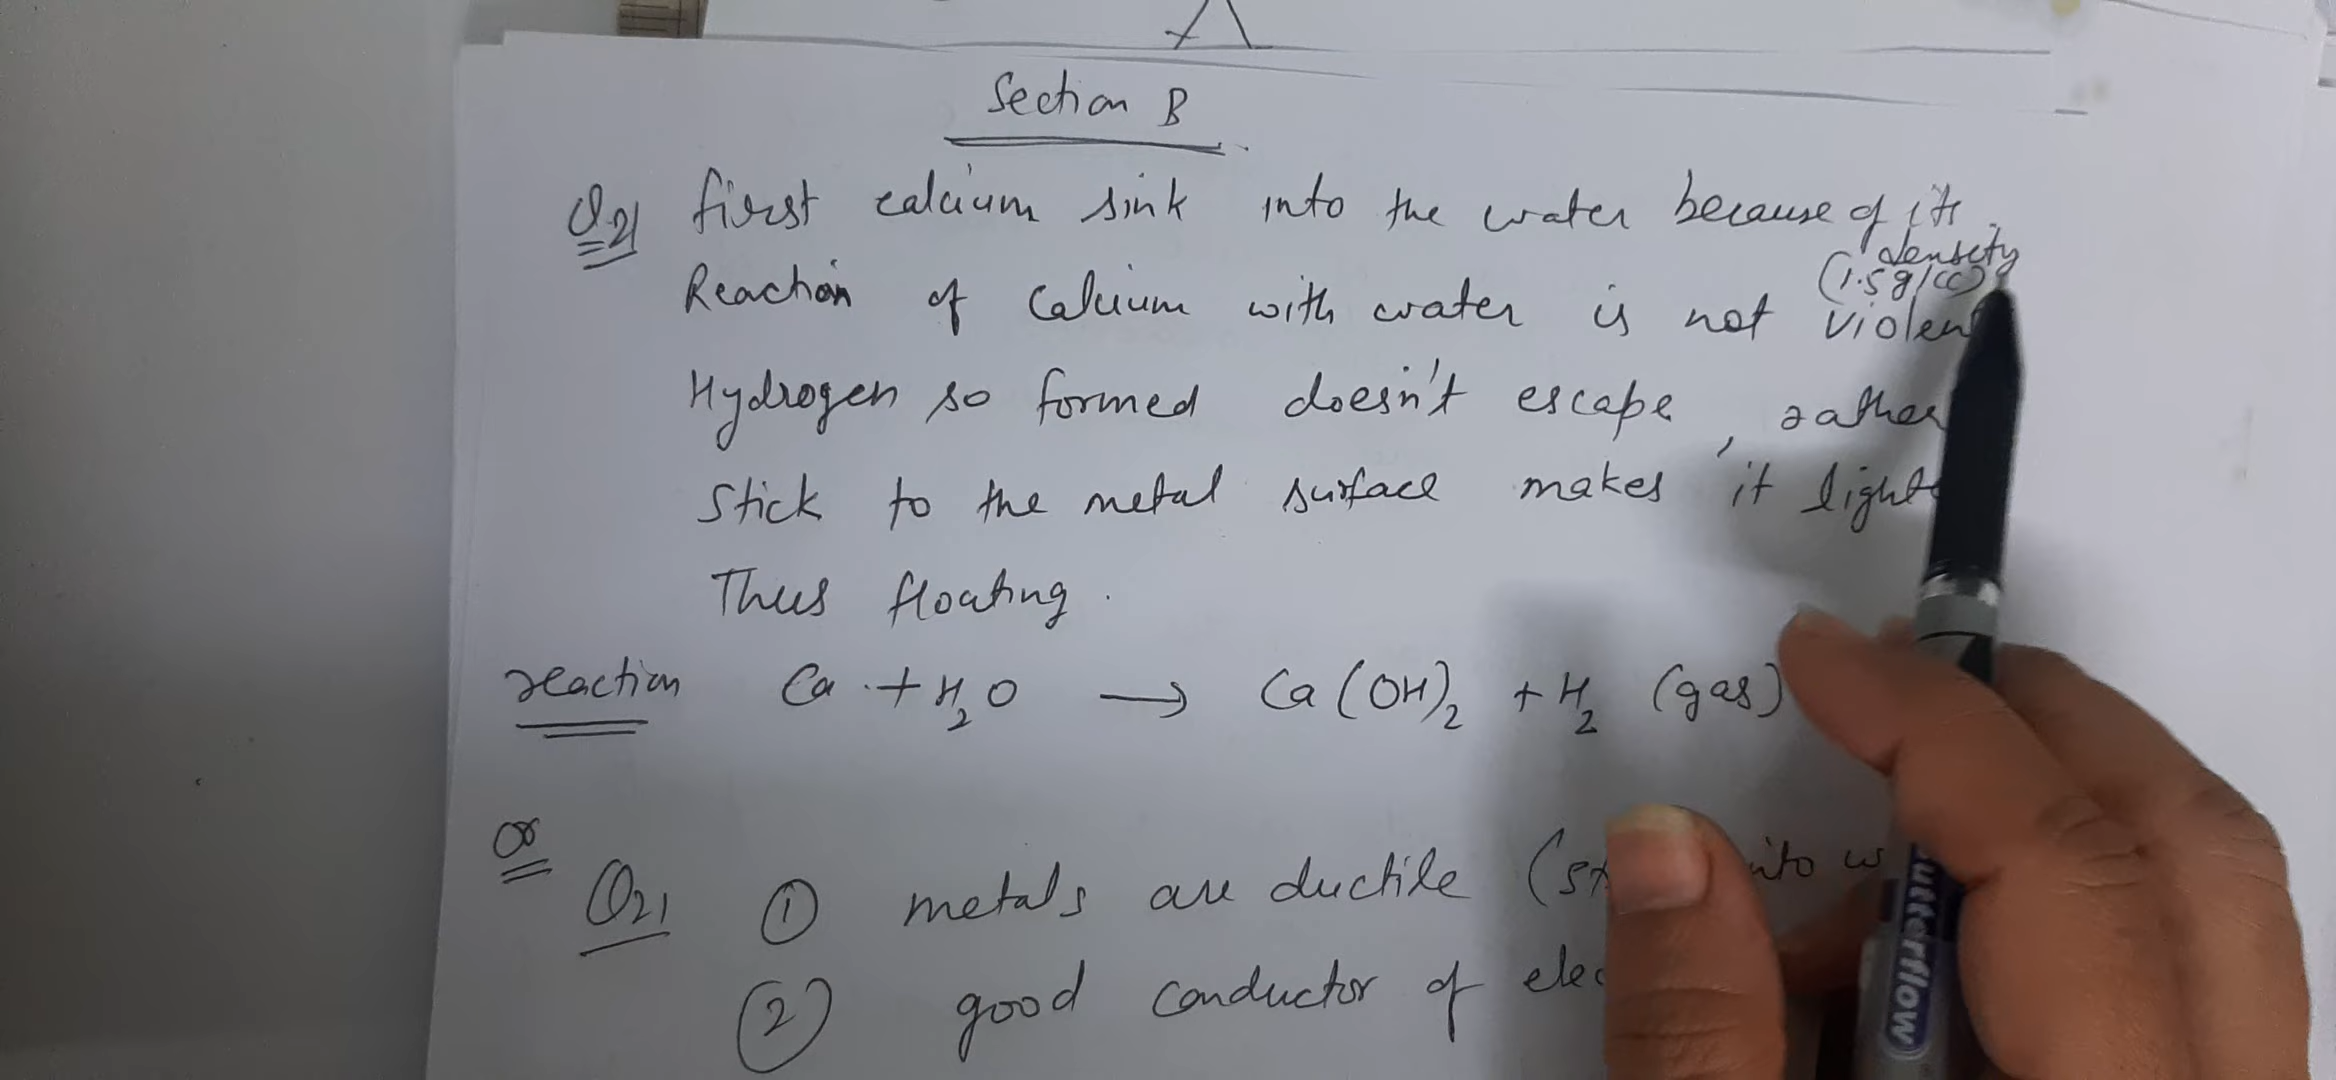 Section B
Q21 first calcium sink into the water because of its
density
(1.5g/cc)
Reaction of Calcium with water is not violent
Hydrogen so formed doesn't escape, rather
stick to the metal surface makes it light
Thus floating.
reaction Ca + H₂O → Ca(OH)₂ + H₂ (gas)
or
Q21 ① metals are ductile ( into
② good conductor of
utterflow